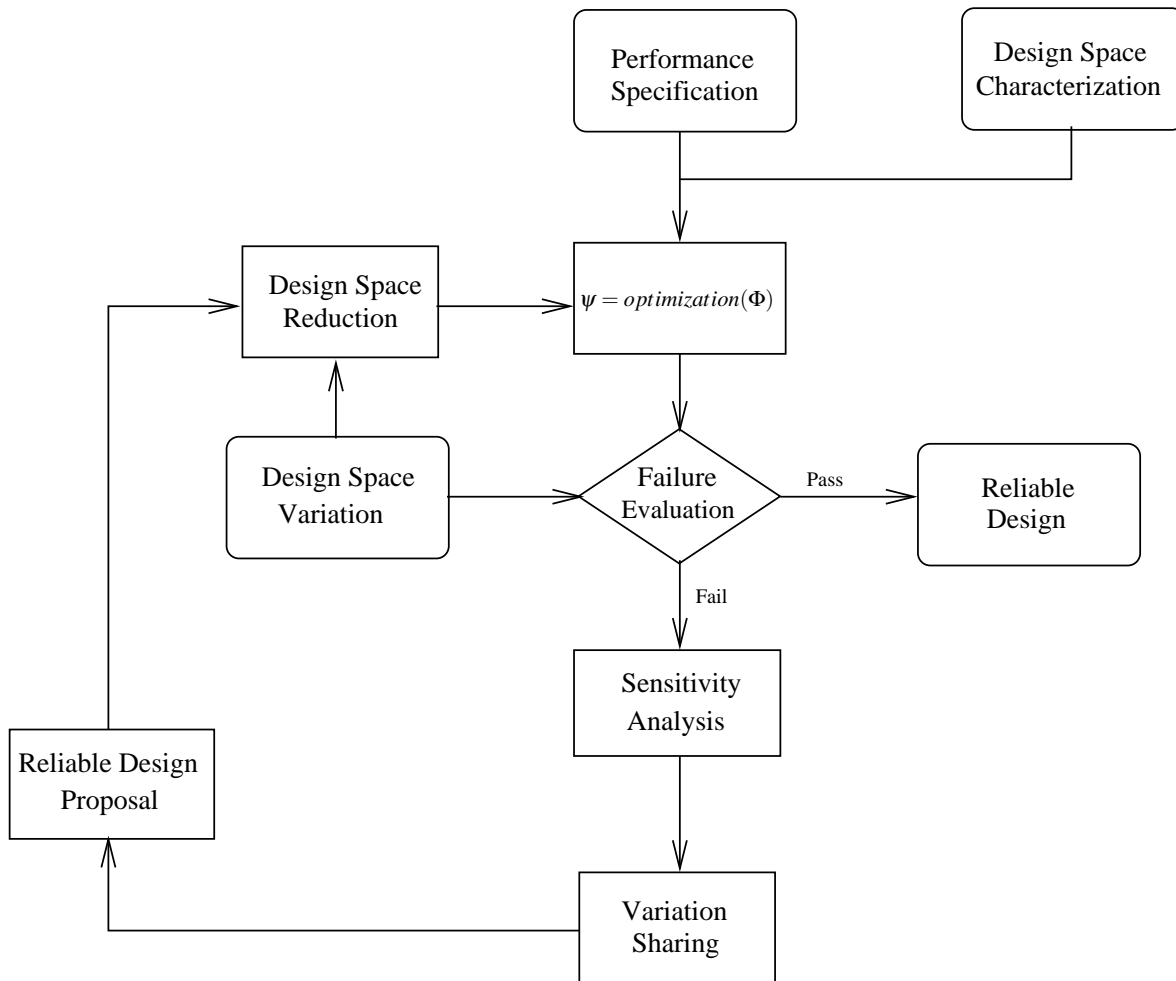 Performance
Specification
Design Space
Characterization
Design Space
Reduction
ψ = optimization(Φ)
Design Space
Variation
Failure
Evaluation
Pass
Reliable
Design
Fail
Sensitivity
Analysis
Reliable Design
Proposal
Variation
Sharing